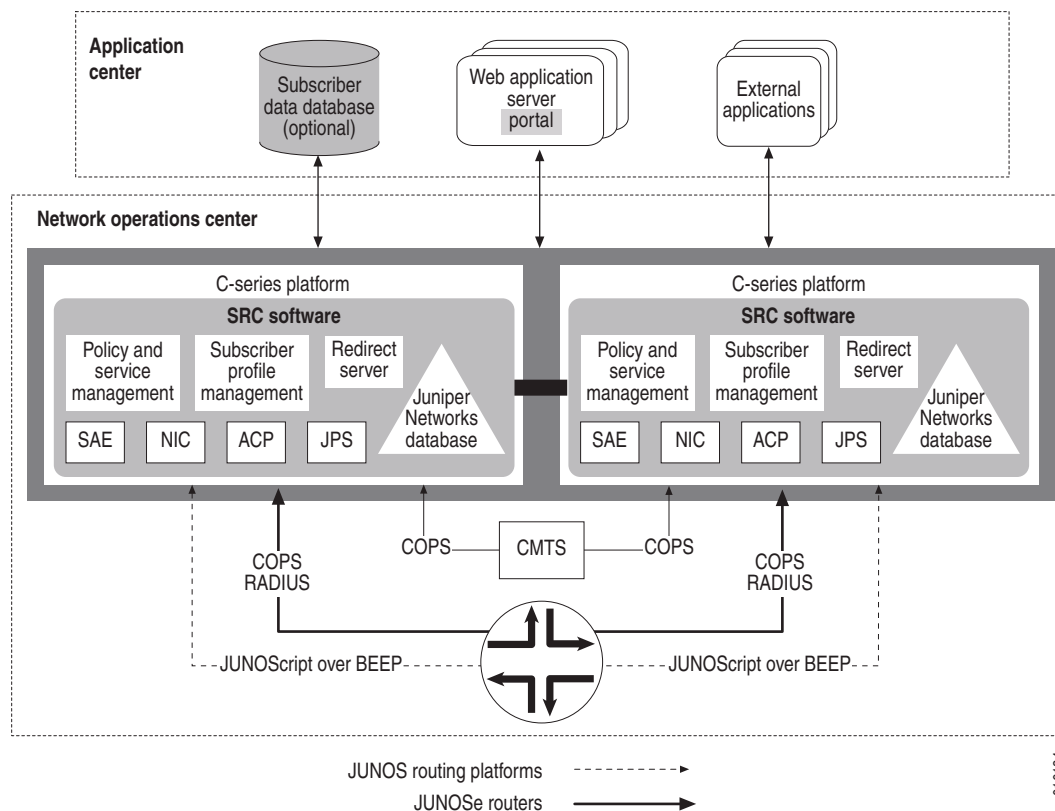 Application
center
Subscriber
data database
(optional)
Web application
server
portal
External
applications
Network operations center
C-series platform
SRC software
Policy and
service
management
Subscriber
profile
management
Redirect
server
Juniper
Networks
database
SAE
NIC
ACP
JPS
C-series platform
SRC software
Policy and
service
management
Subscriber
profile
management
Redirect
server
Juniper
Networks
database
SAE
NIC
ACP
JPS
COPS
CMTS
COPS
COPS
RADIUS
COPS
RADIUS
JUNOScript over BEEP
JUNOScript over BEEP
JUNOS routing platforms
JUNOSe routers